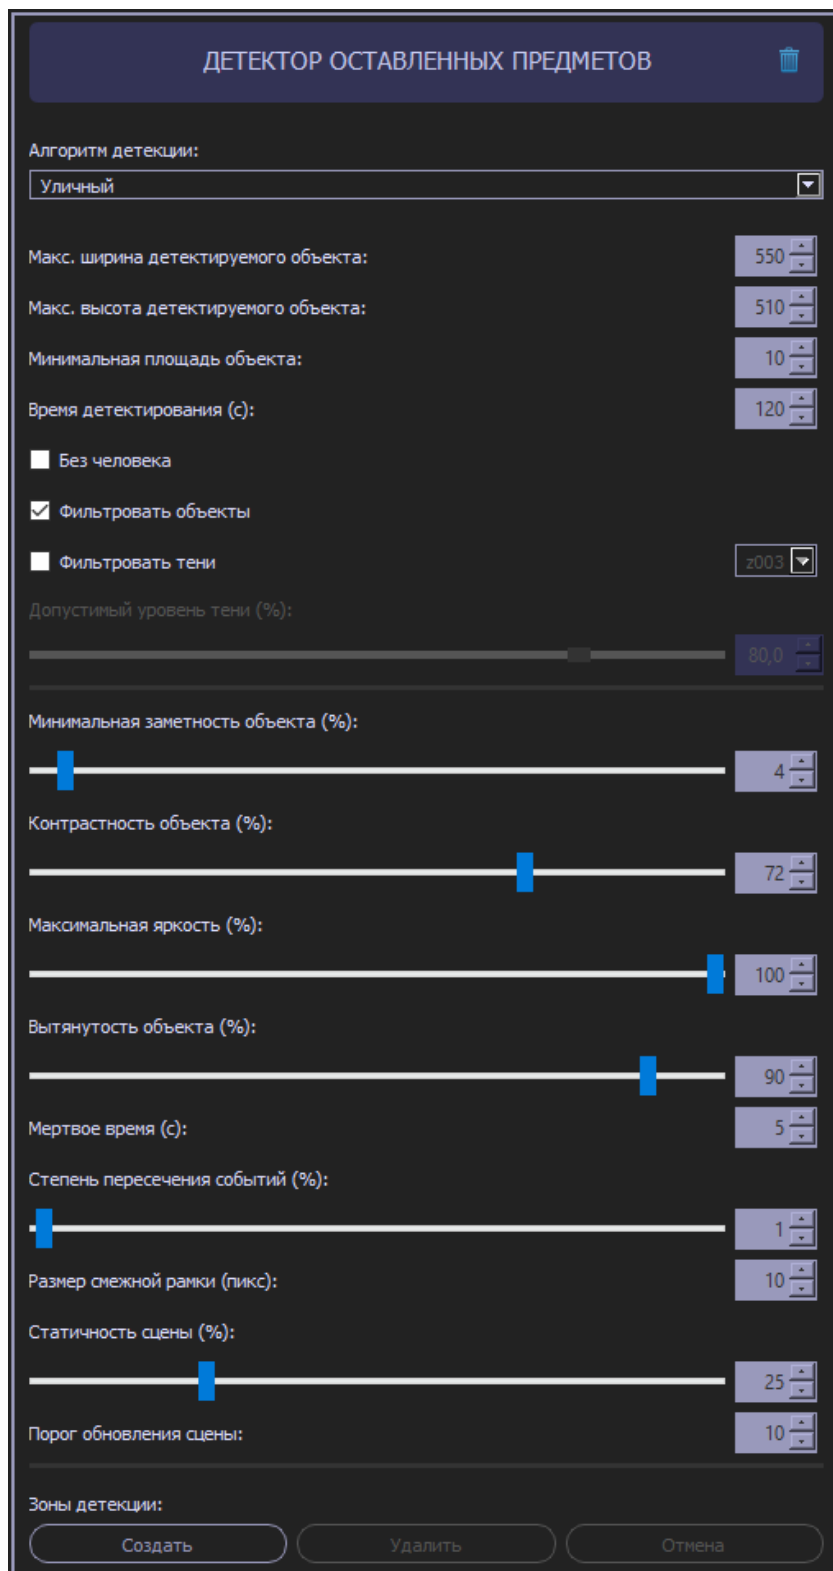 ДЕТЕКТОР ОСТАВЛЕННЫХ ПРЕДМЕТОВ
Алгоритм детекции:
Уличный
Макс. ширина детектируемого объекта: 550
Макс. высота детектируемого объекта: 510
Минимальная площадь объекта: 10
Время детектирования (с): 120
Без человека
Фильтровать объекты
Фильтровать тени z003
Допустимый уровень тени (%):
80,0
Минимальная заметность объекта (%):
4
Контрастность объекта (%):
72
Максимальная яркость (%):
100
Вытянутость объекта (%):
90
Мертвое время (с): 5
Степень пересечения событий (%):
1
Размер смежной рамки (пикс): 10
Статичность сцены (%):
25
Порог обновления сцены: 10
Зоны детекции:
Создать Удалить Отмена